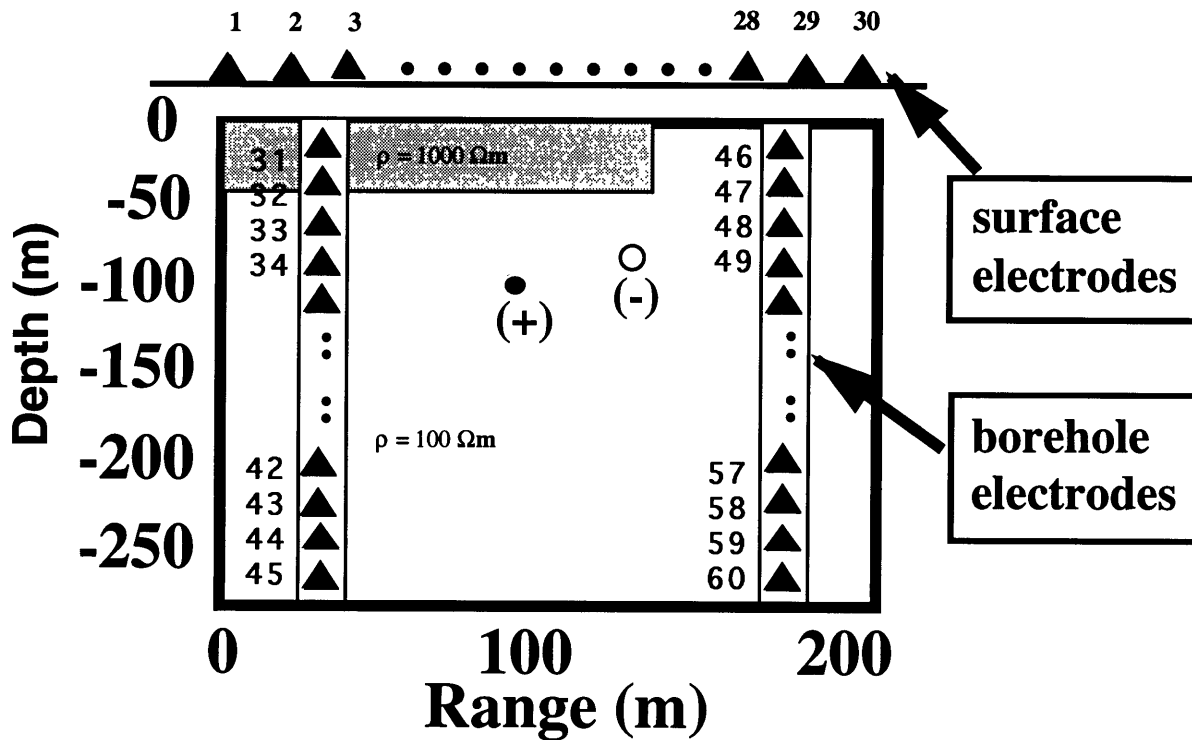 1 2 3 28 29 30
0
-50
-100
-150
-200
-250
Depth (m)
31
32
33
34
42
43
44
45
ρ = 1000 Ωm
(+)
(-)
ρ = 100 Ωm
46
47
48
49
57
58
59
60
surface
electrodes
borehole
electrodes
0 100 200
Range (m)